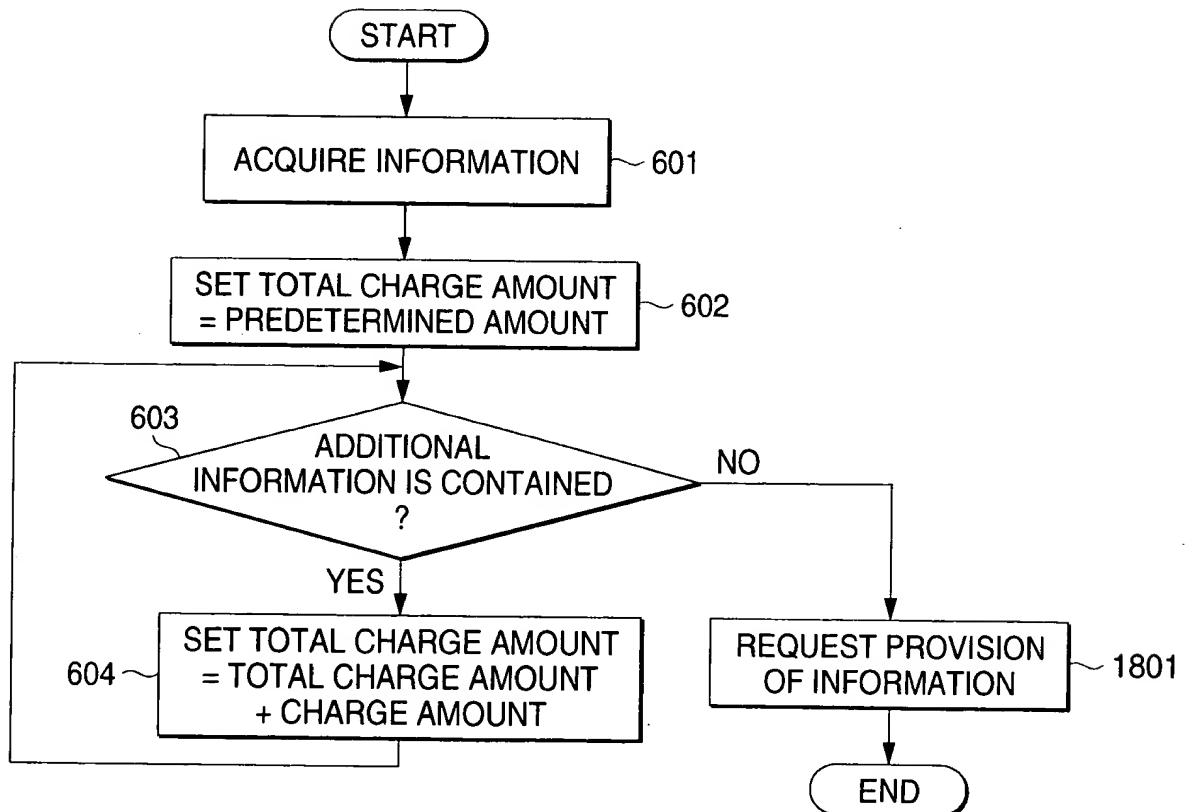 START
ACQUIRE INFORMATION
601
SET TOTAL CHARGE AMOUNT
= PREDETERMINED AMOUNT
602
603
ADDITIONAL
INFORMATION IS CONTAINED
?
NO
YES
SET TOTAL CHARGE AMOUNT
= TOTAL CHARGE AMOUNT
+ CHARGE AMOUNT
604
REQUEST PROVISION
OF INFORMATION
1801
END